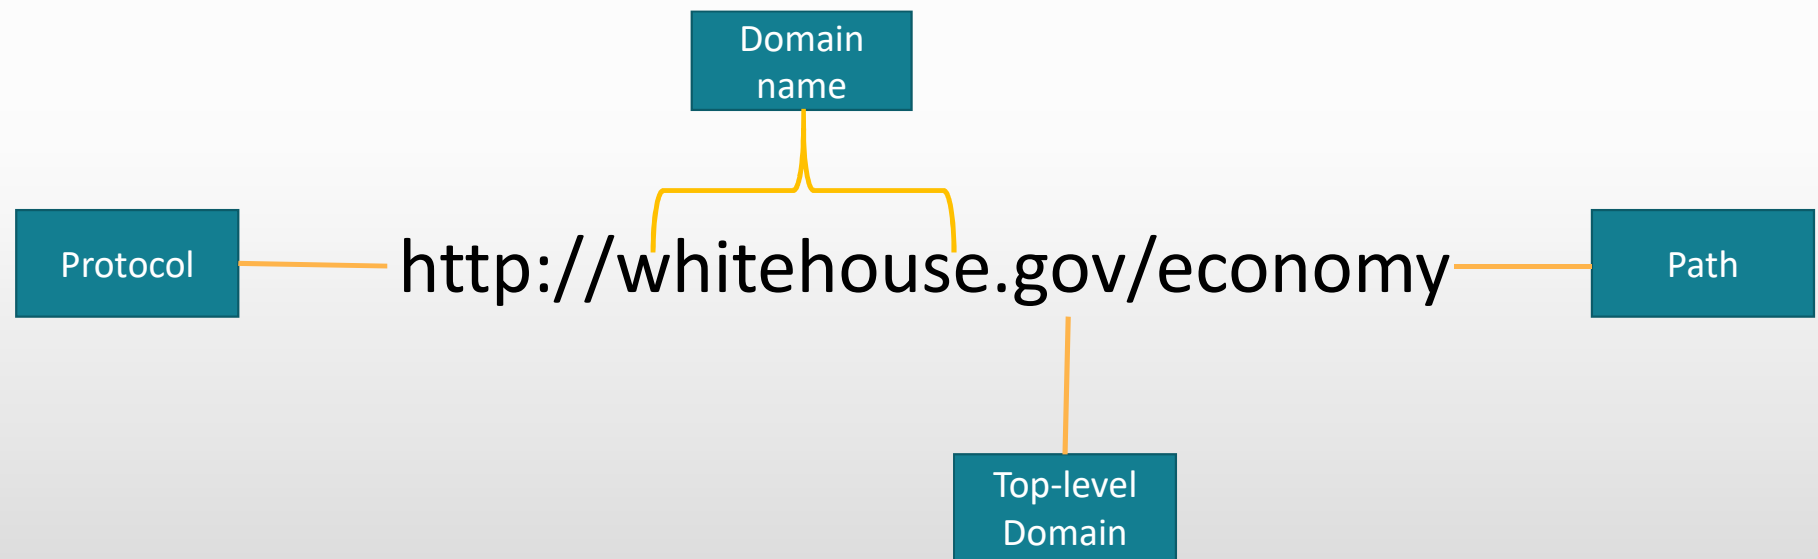 Domain
name
Protocol
http://whitehouse.gov/economy
Path
Top-level
Domain